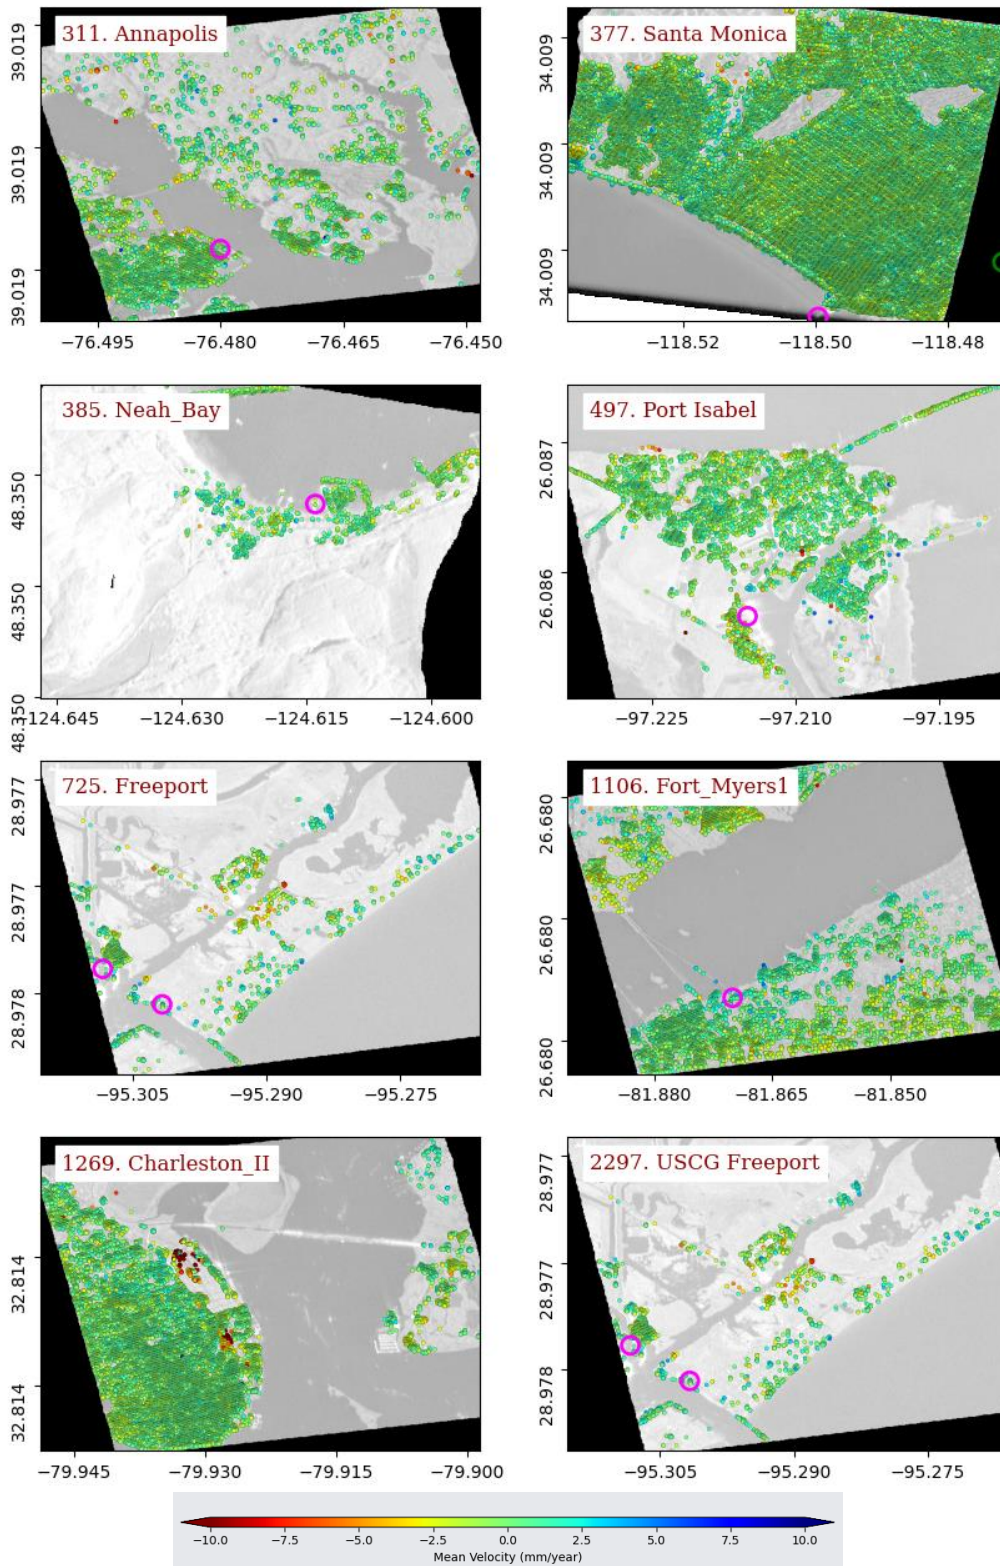 311. Annapolis
39.019
39.019
39.019
−76.495 −76.480 −76.465 −76.450
377. Santa Monica
34.009
34.009
34.009
−118.52 −118.50 −118.48
385. Neah_Bay
48.350
48.350
48.350
−124.645 −124.630 −124.615 −124.600
497. Port Isabel
26.087
26.086
−97.225 −97.210 −97.195
725. Freeport
28.977
28.977
28.978
−95.305 −95.290 −95.275
1106. Fort_Myers1
26.680
26.680
26.680
−81.880 −81.865 −81.850
1269. Charleston_II
32.814
32.814
−79.945 −79.930 −79.915 −79.900
2297. USCG Freeport
28.977
28.977
28.978
−95.305 −95.290 −95.275
−10.0 −7.5 −5.0 −2.5 0.0 2.5 5.0 7.5 10.0
Mean Velocity (mm/year)